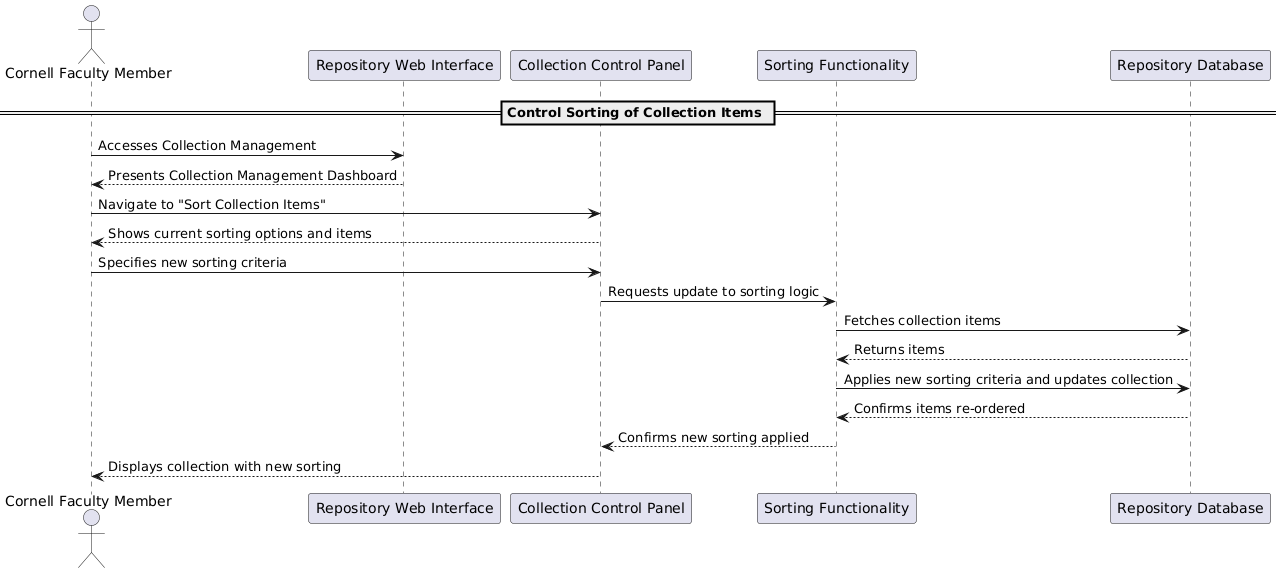 Cornell Faculty Member
Repository Web Interface
Collection Control Panel
Sorting Functionality
Repository Database
Control Sorting of Collection Items
Accesses Collection Management
Presents Collection Management Dashboard
Navigate to "Sort Collection Items"
Shows current sorting options and items
Specifies new sorting criteria
Requests update to sorting logic
Fetches collection items
Returns items
Applies new sorting criteria and updates collection
Confirms items re-ordered
Confirms new sorting applied
Displays collection with new sorting
Cornell Faculty Member
Repository Web Interface
Collection Control Panel
Sorting Functionality
Repository Database